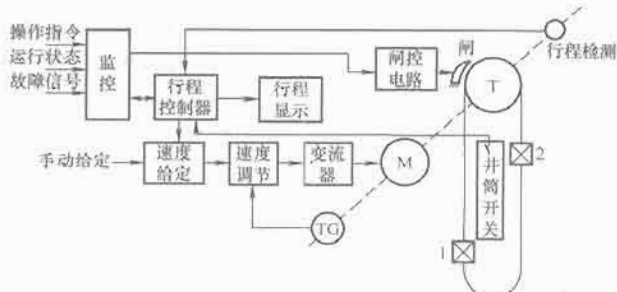 操作指令
运行状态
故障信号
监控
行程控制器
行程显示
闸控电路
闸
T
行程检测
手动给定
速度给定
速度调节
变流器
M
TG
井筒开关
1
2